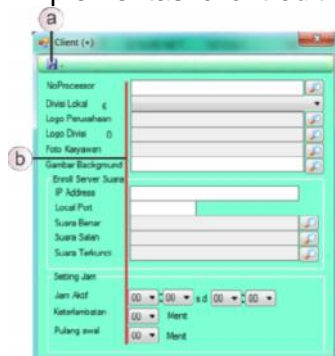 a
Client (+)
NoProcessor
Divisi Lokal
Logo Perusahaan
Logo Divisi
Foto Karyawan
b
Gambar Background
Enroll Server Suara
IP Address
Local Port
Suara Benar
Suara Salah
Suara Terkunci
Seting Jam
Jam Aktif 00 : 00 s d 00 : 00
Keterlambatan 00 Menit
Pulang awal 00 Menit